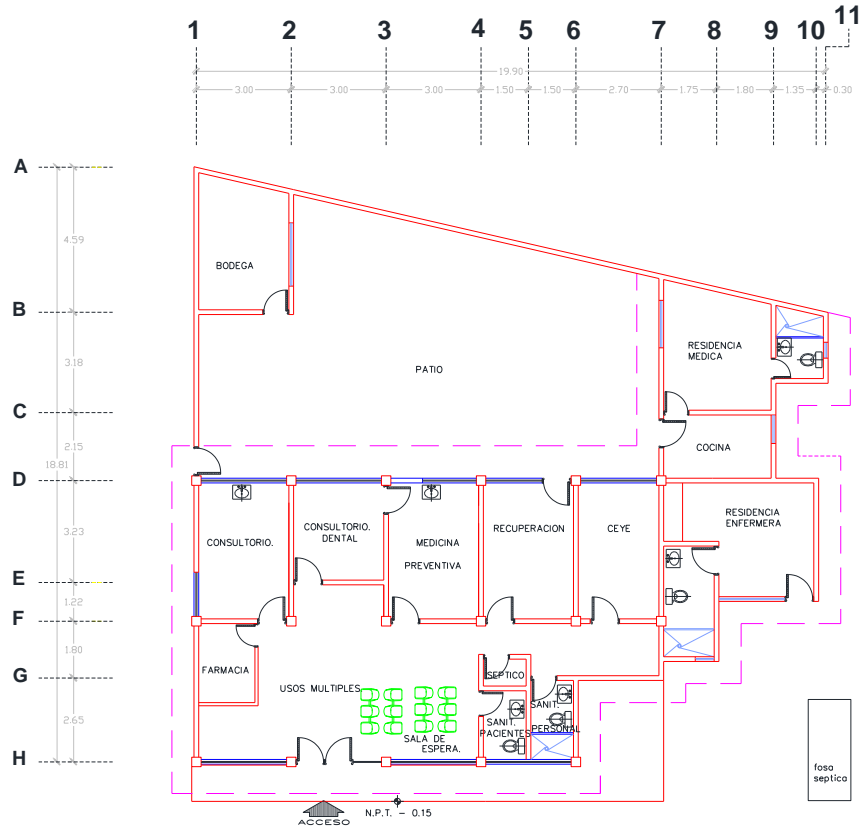 1 2 3 4 5 6 7 8 9 10 11
19.90
3.00 3.00 3.00 1.50 1.50 2.70 1.75 1.80 1.35 0.30
A
4.59
BODEGA
B
3.18
RESIDENCIA
MEDICA
PATIO
C
2.15
COCINA
18.81
D
3.23
CONSULTORIO.
CONSULTORIO.
DENTAL
MEDICINA
PREVENTIVA
RECUPERACION
CEYE
RESIDENCIA
ENFERMERA
E
1.22
F
1.80
FARMACIA
SEPTICO
G
USOS MULTIPLES
2.65
SANIT.
PERSONAL
SANIT.
PACIENTES
SALA DE
ESPERA.
H
fosa
septica
N.P.T. - 0.15
ACCESO